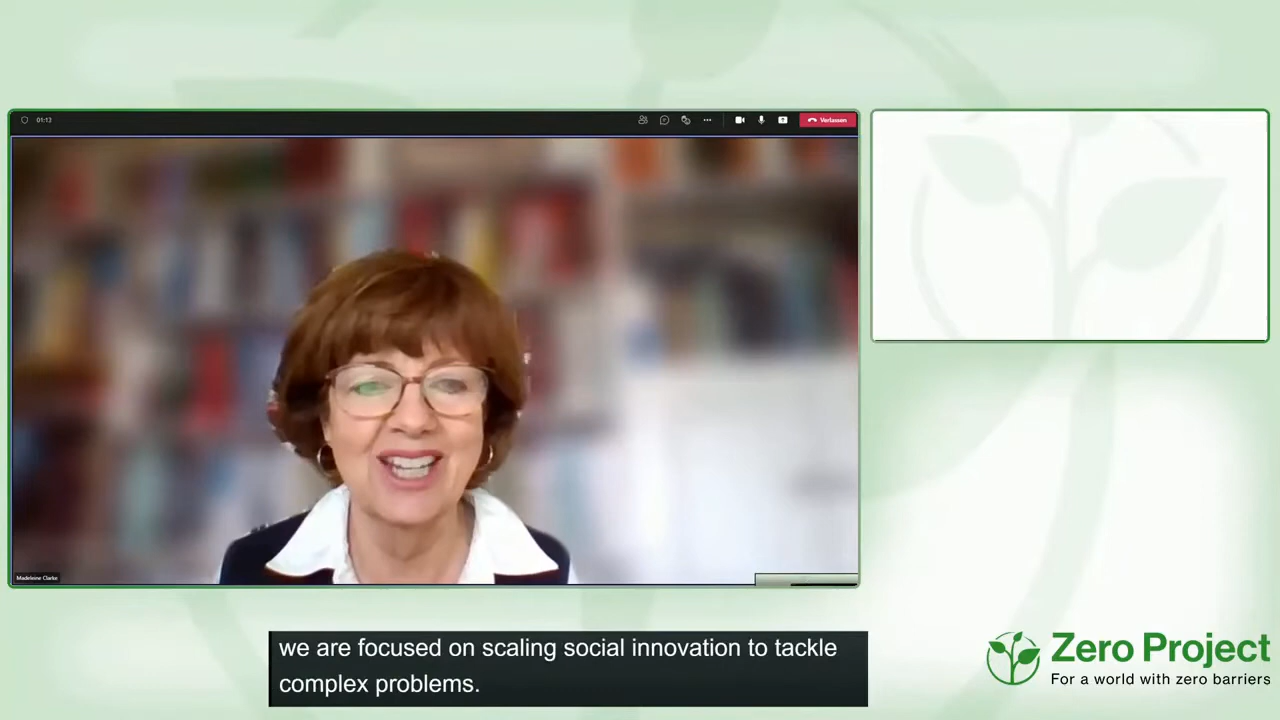 01:13
Verlassen
Madeleine Clarke
we are focused on scaling social innovation to tackle
complex problems.
Zero Project
For a world with zero barriers